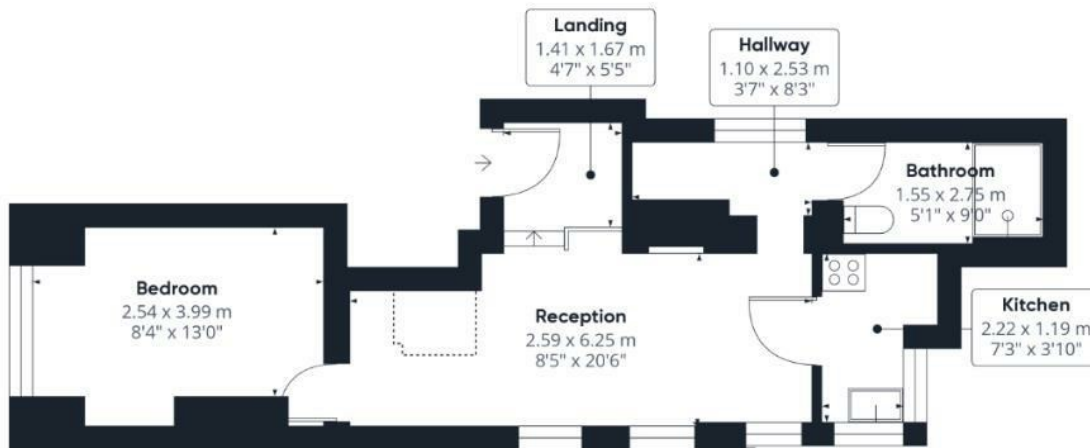 Landing
1.41 x 1.67 m
4'7" x 5'5"
Hallway
1.10 x 2.53 m
3'7" x 8'3"
Bathroom
1.55 x 2.75 m
5'1" x 9'0"
Bedroom
2.54 x 3.99 m
8'4" x 13'0"
Reception
2.59 x 6.25 m
8'5" x 20'6"
Kitchen
2.22 x 1.19 m
7'3" x 3'10"